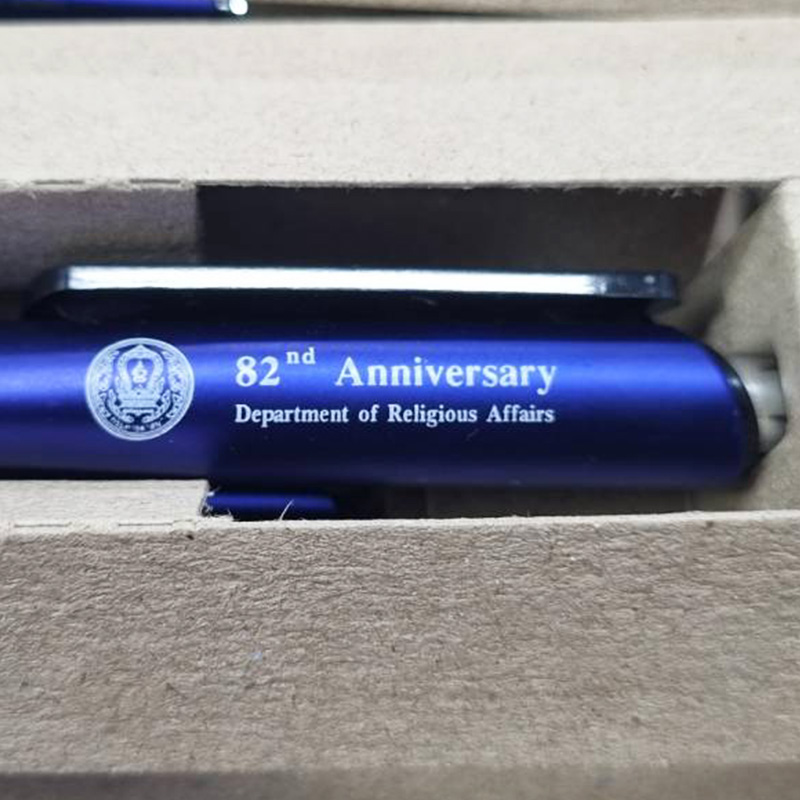 82nd Anniversary
Department of Religious Affairs